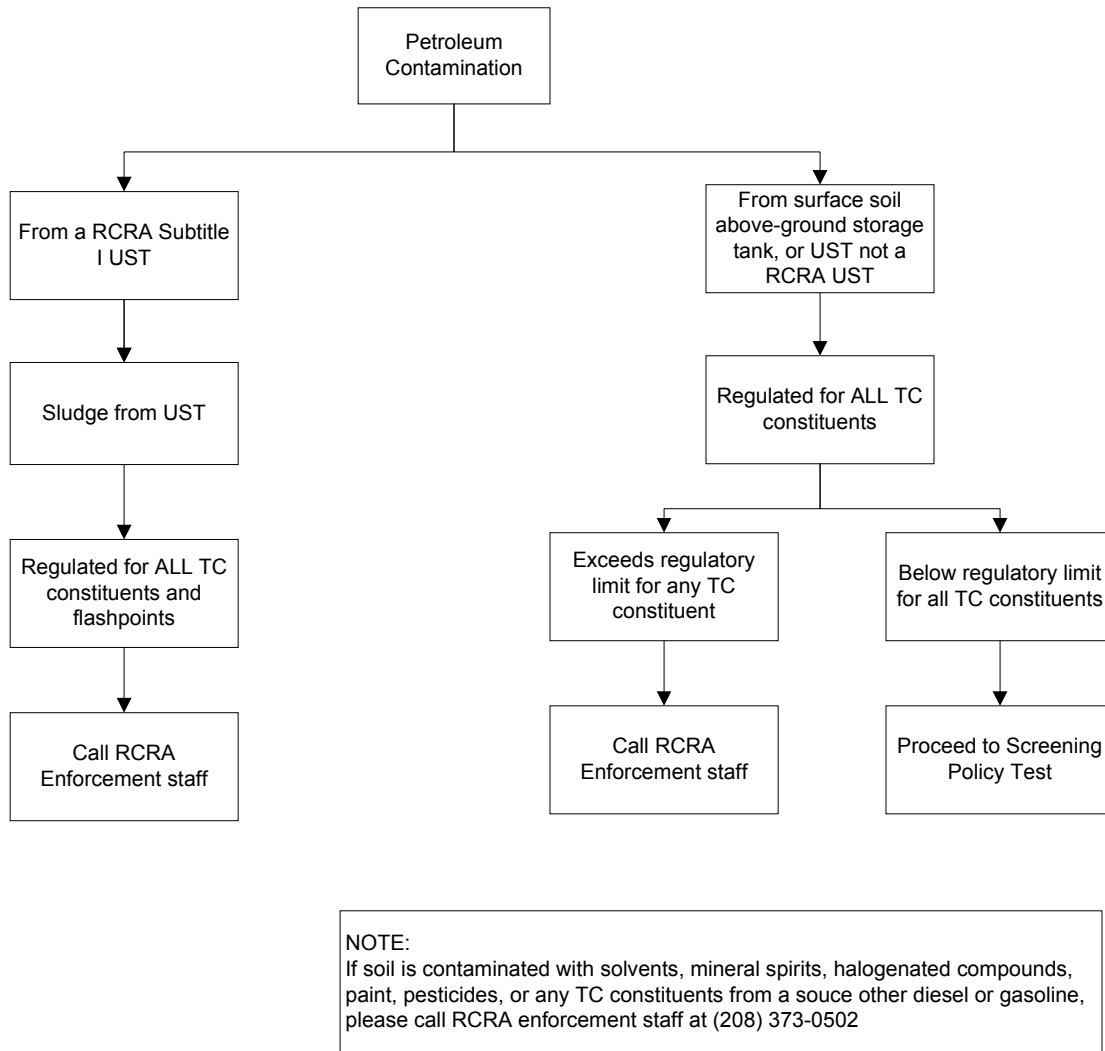 Petroleum
Contamination
From a RCRA Subtitle
I UST
From surface soil
above-ground storage
tank, or UST not a
RCRA UST
Sludge from UST
Regulated for ALL TC
constituents
Regulated for ALL TC
constituents and
flashpoints
Exceeds regulatory
limit for any TC
constituent
Below regulatory limit
for all TC constituents
Call RCRA
Enforcement staff
Call RCRA
Enforcement staff
Proceed to Screening
Policy Test
NOTE:
If soil is contaminated with solvents, mineral spirits, halogenated compounds,
paint, pesticides, or any TC constituents from a souce other diesel or gasoline,
please call RCRA enforcement staff at (208) 373-0502